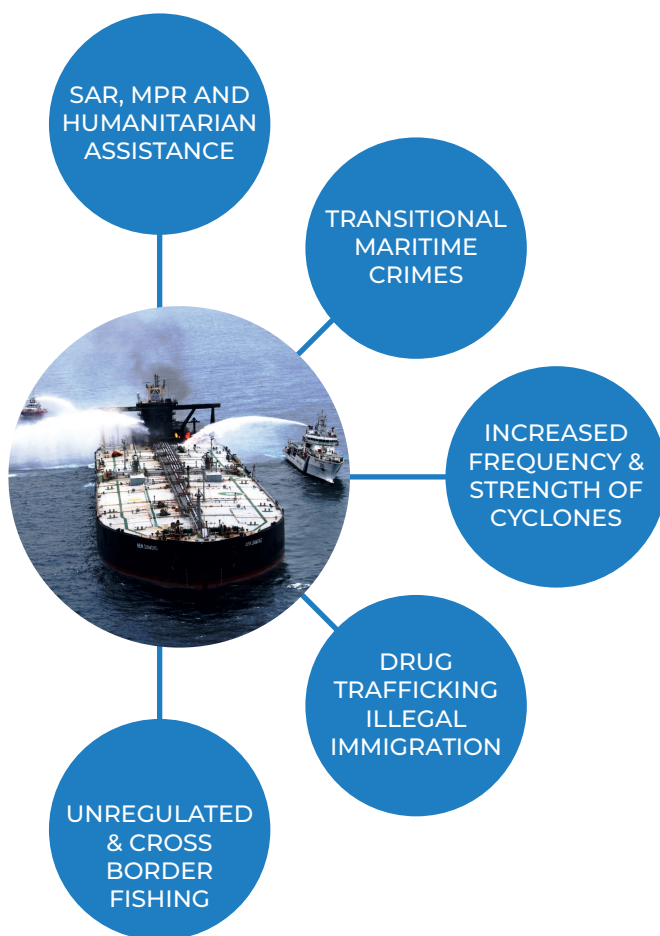 SAR, MPR AND
HUMANITARIAN
ASSISTANCE
TRANSITIONAL
MARITIME
CRIMES
INCREASED
FREQUENCY &
STRENGTH OF
CYCLONES
DRUG
TRAFFICKING
ILLEGAL
IMMIGRATION
UNREGULATED
& CROSS
BORDER
FISHING